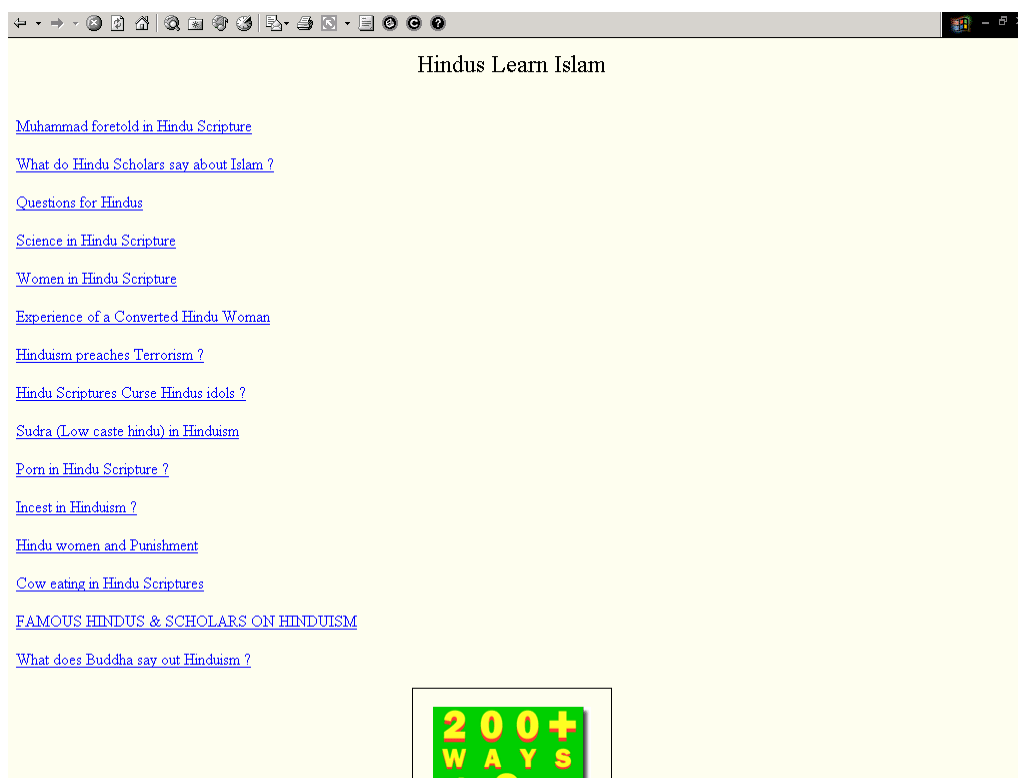 Hindus Learn Islam
Muhammad foretold in Hindu Scripture
What do Hindu Scholars say about Islam ?
Questions for Hindus
Science in Hindu Scripture
Women in Hindu Scripture
Experience of a Converted Hindu Woman
Hinduism preaches Terrorism ?
Hindu Scriptures Curse Hindus idols ?
Sudra (Low caste hindu) in Hinduism
Porn in Hindu Scripture ?
Incest in Hinduism ?
Hindu women and Punishment
Cow eating in Hindu Scriptures
FAMOUS HINDUS & SCHOLARS ON HINDUISM
What does Buddha say out Hinduism ?
200+
WAYS